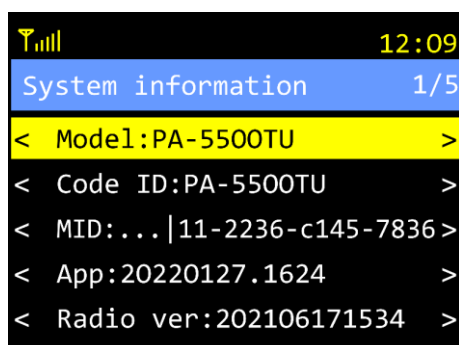 12:09
System information 1/5
< Model:PA-5500TU >
< Code ID:PA-5500TU >
< MID:...|11-2236-c145-7836 >
< App:20220127.1624 >
< Radio ver:202106171534 >